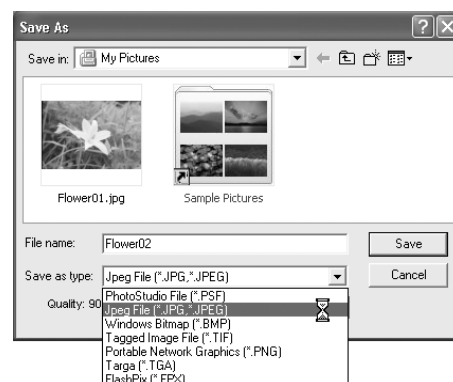 Save As
Save in: My Pictures
Flower01.jpg
Sample Pictures
File name: Flower02 Save
Save as type: Jpeg File (*.JPG,*.JPEG) Cancel
Quality: 90
PhotoStudio File (*.PSF)
Jpeg File (*.JPG,*.JPEG)
Windows Bitmap (*.BMP)
Tagged Image File (*.TIF)
Portable Network Graphics (*.PNG)
Targa (*.TGA)
FlashPix (*.FPX)